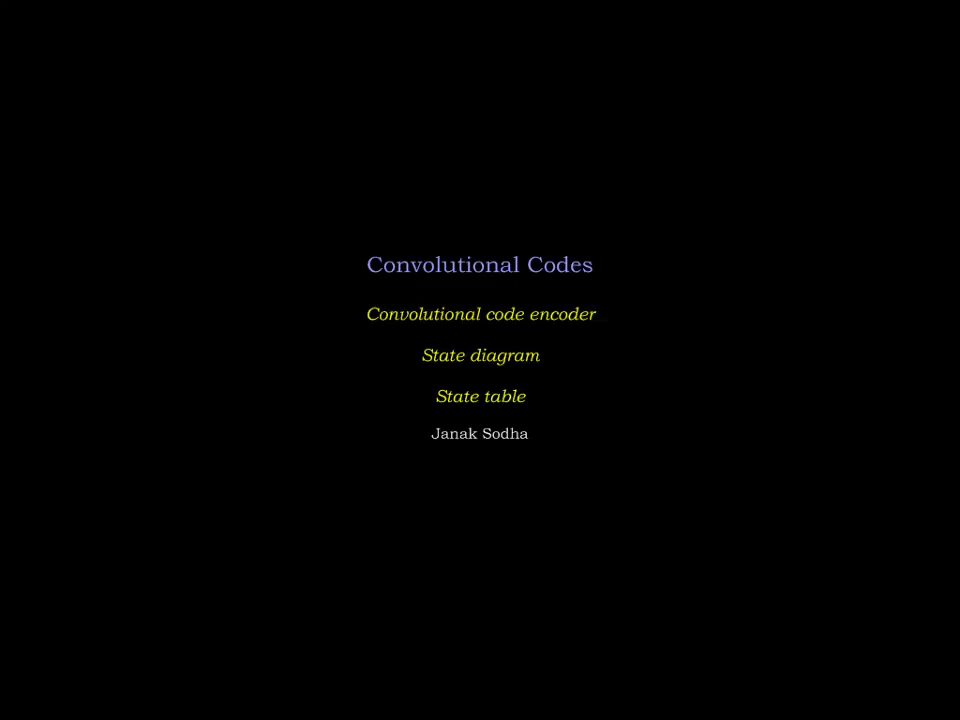 Convolutional Codes
Convolutional code encoder
State diagram
State table
Janak Sodha